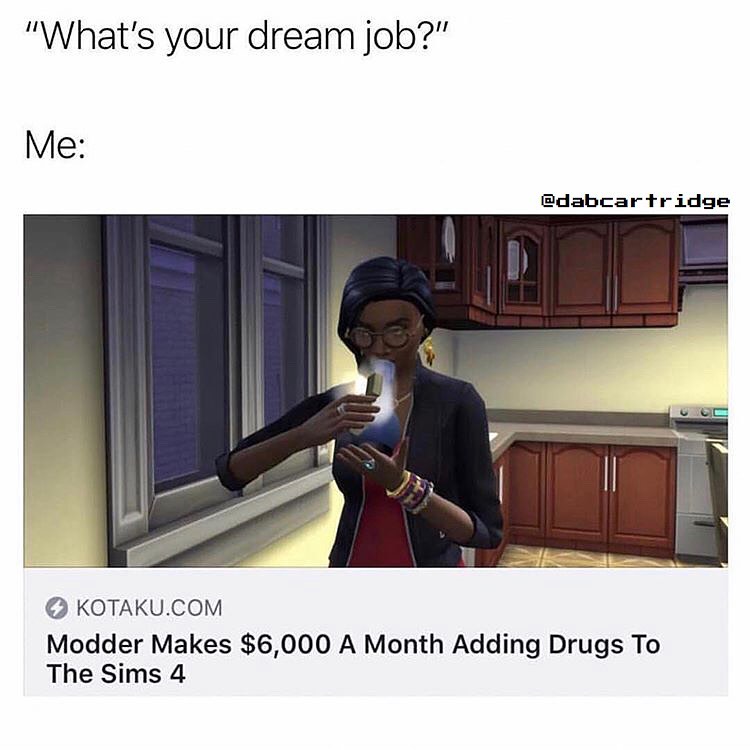 "What's your dream job?"
Me:
@dabcartridge
KOTAKU.COM
Modder Makes $6,000 A Month Adding Drugs To
The Sims 4